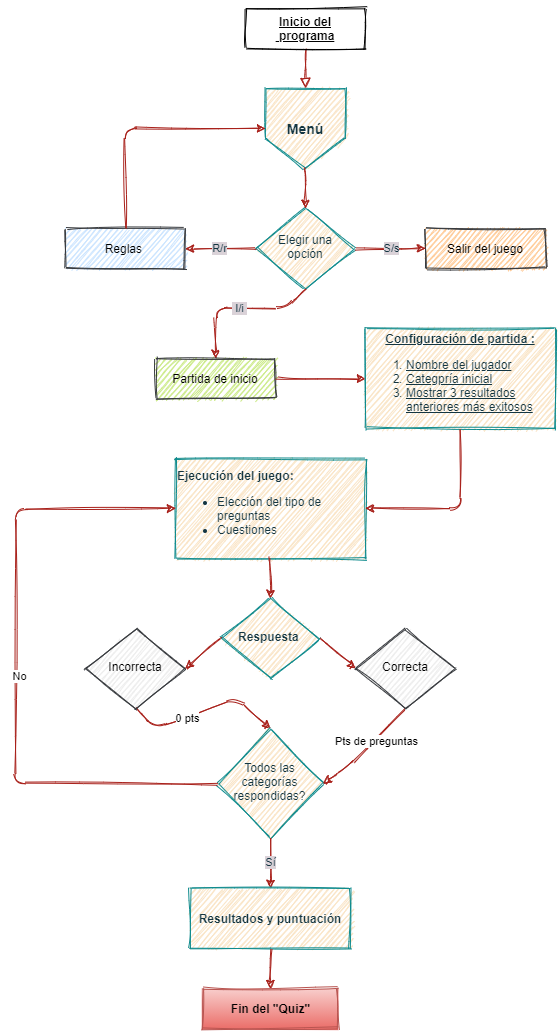 Inicio del
programa
Menú
Elegir una
opción
R/r
S/s
Reglas
Salir del juego
I/i
Partida de inicio
Configuración de partida :
1. Nombre del jugador
2. Categpría inicial
3. Mostrar 3 resultados
anteriores más exitosos
Ejecución del juego:
• Elección del tipo de
preguntas
• Cuestiones
Respuesta
Incorrecta
Correcta
No
0 pts
Pts de preguntas
Todos las
categorías
respondidas?
Sí
Resultados y puntuación
Fin del "Quiz"